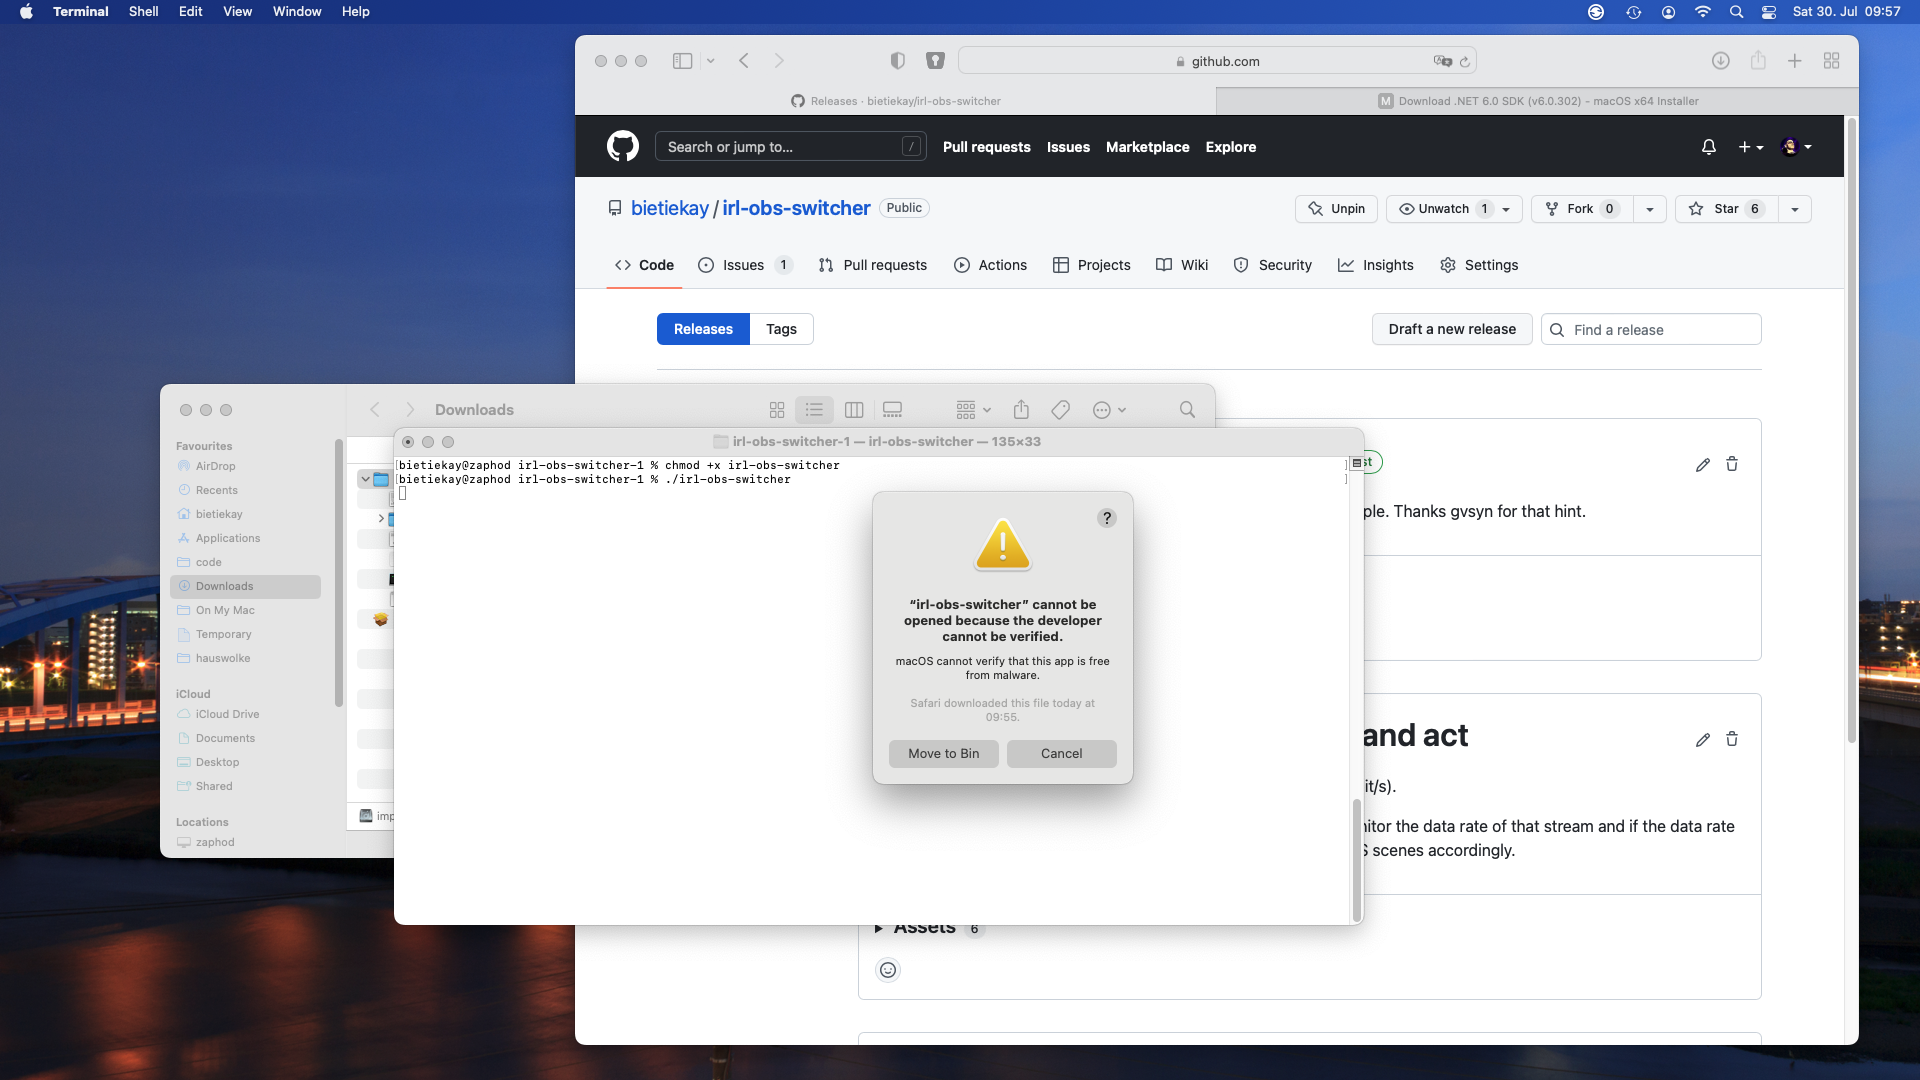 Terminal Shell Edit View Window Help
Sat 30. Jul 09:57
github.com
Releases · bietiekay/irl-obs-switcher
M Download .NET 6.0 SDK (v6.0.302) - macOS x64 Installer
Search or jump to... /
Pull requests Issues Marketplace Explore
bietiekay / irl-obs-switcher Public
Unpin Unwatch 1 Fork 0 Star 6
Code Issues 1 Pull requests Actions Projects Wiki Security Insights Settings
Releases Tags
Draft a new release
Find a release
Downloads
Favourites
AirDrop
Recents
bietiekay
Applications
code
Downloads
On My Mac
Temporary
hauswolke
iCloud
iCloud Drive
Documents
Desktop
Shared
Locations
zaphod
irl-obs-switcher-1 — irl-obs-switcher — 135×33
[bietiekay@zaphod irl-obs-switcher-1 % chmod +x irl-obs-switcher ]
[bietiekay@zaphod irl-obs-switcher-1 % ./irl-obs-switcher ]
?
“irl-obs-switcher” cannot be
opened because the developer
cannot be verified.
macOS cannot verify that this app is free
from malware.
Safari downloaded this file today at
09:55.
Move to Bin Cancel
st
ple. Thanks gvsyn for that hint.
and act
it/s).
itor the data rate of that stream and if the data rate
S scenes accordingly.
Assets 6